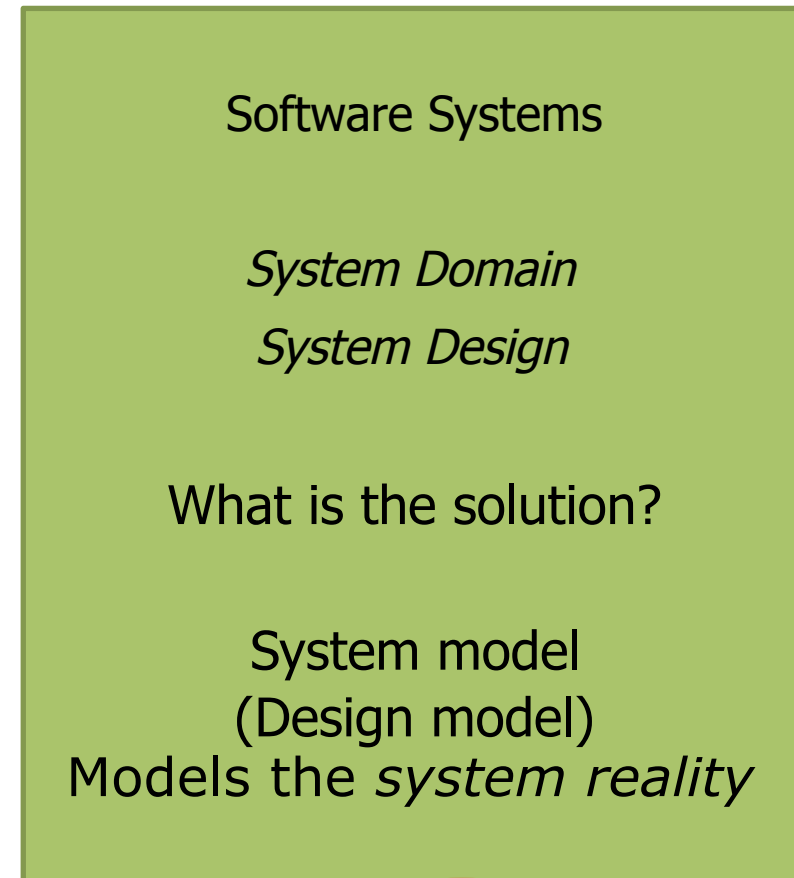 Software Systems
System Domain
System Design
What is the solution?
System model
(Design model)
Models the system reality